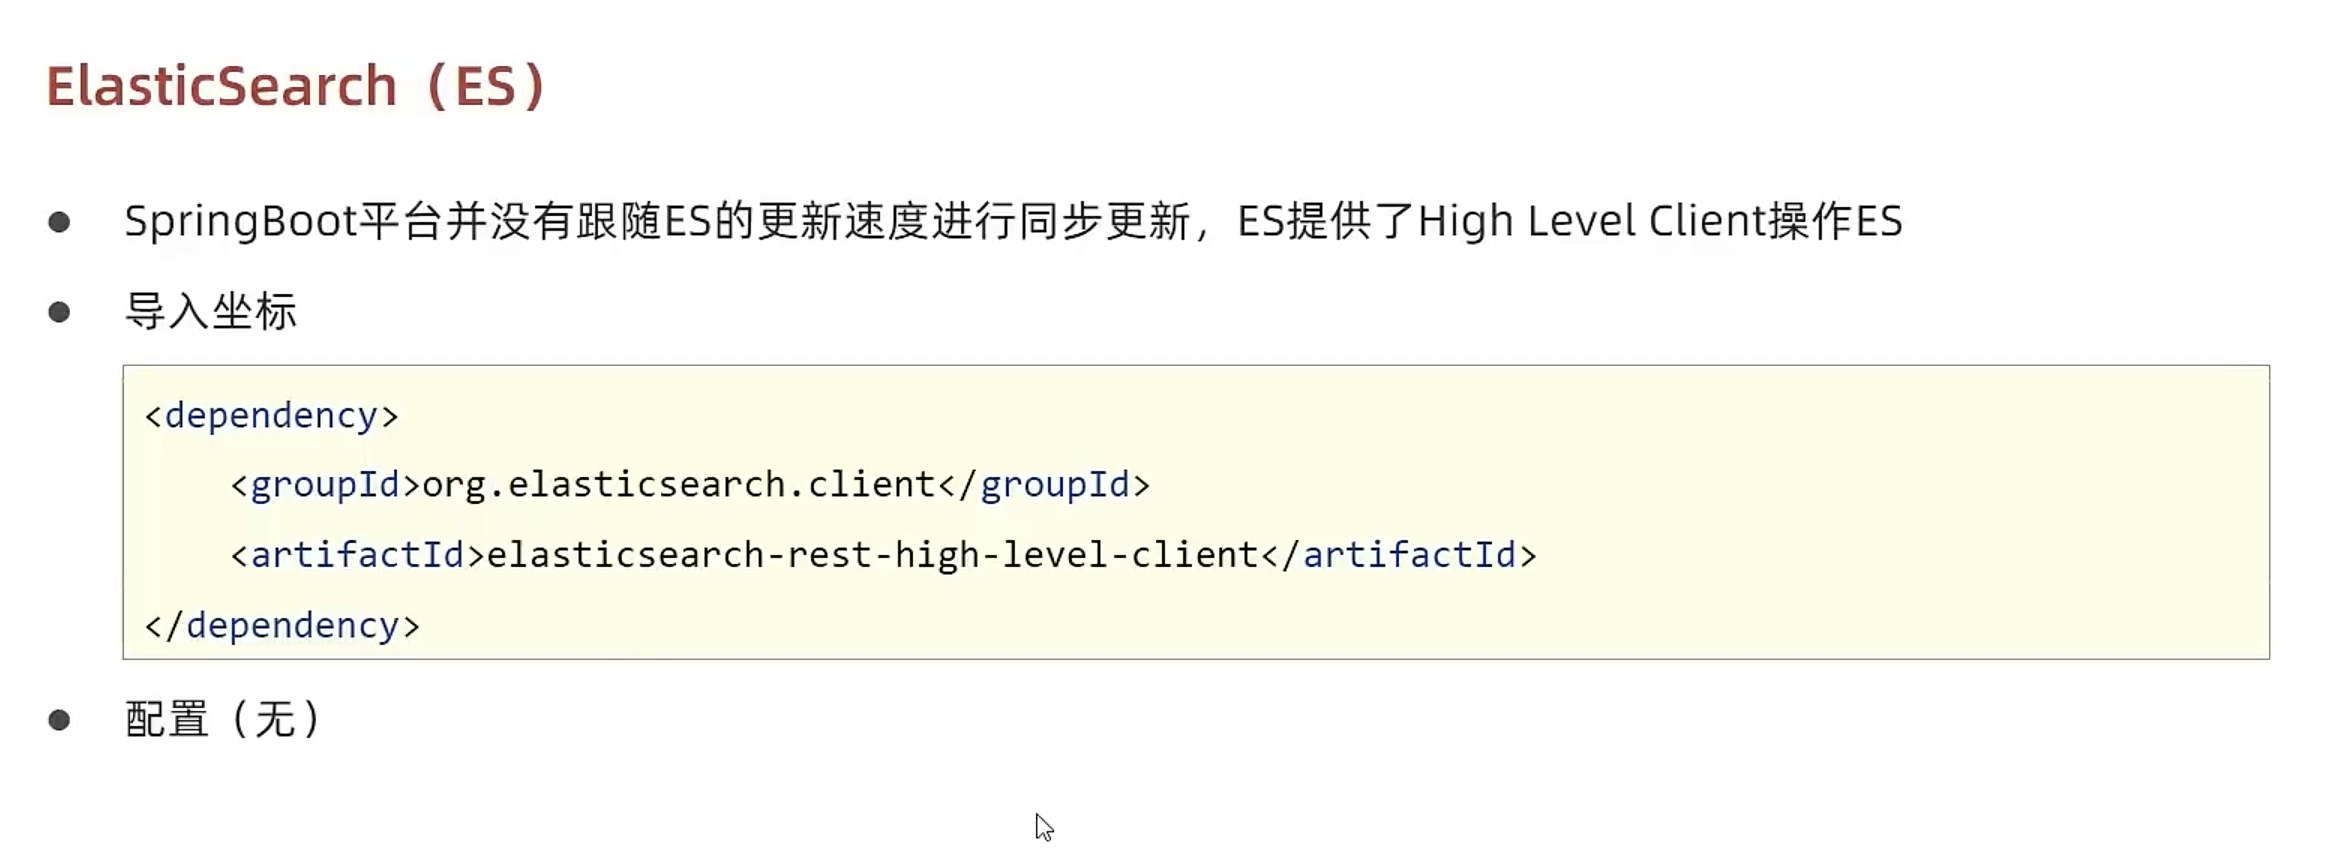 ElasticSearch（ES）
SpringBoot平台并没有跟随ES的更新速度进行同步更新，ES提供了High Level Client操作ES
导入坐标
<dependency>
<groupId>org.elasticsearch.client</groupId>
<artifactId>elasticsearch-rest-high-level-client</artifactId>
</dependency>
配置（无）